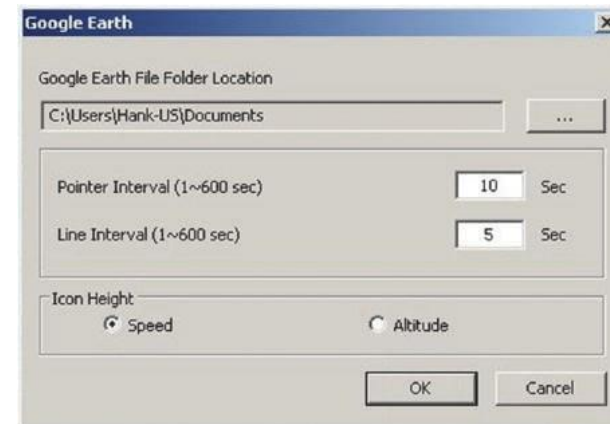 Google Earth
Google Earth File Folder Location
C:\Users\Hank-US\Documents
...
Pointer Interval (1~600 sec) 10 Sec
Line Interval (1~600 sec) 5 Sec
Icon Height
Speed Altitude
OK Cancel